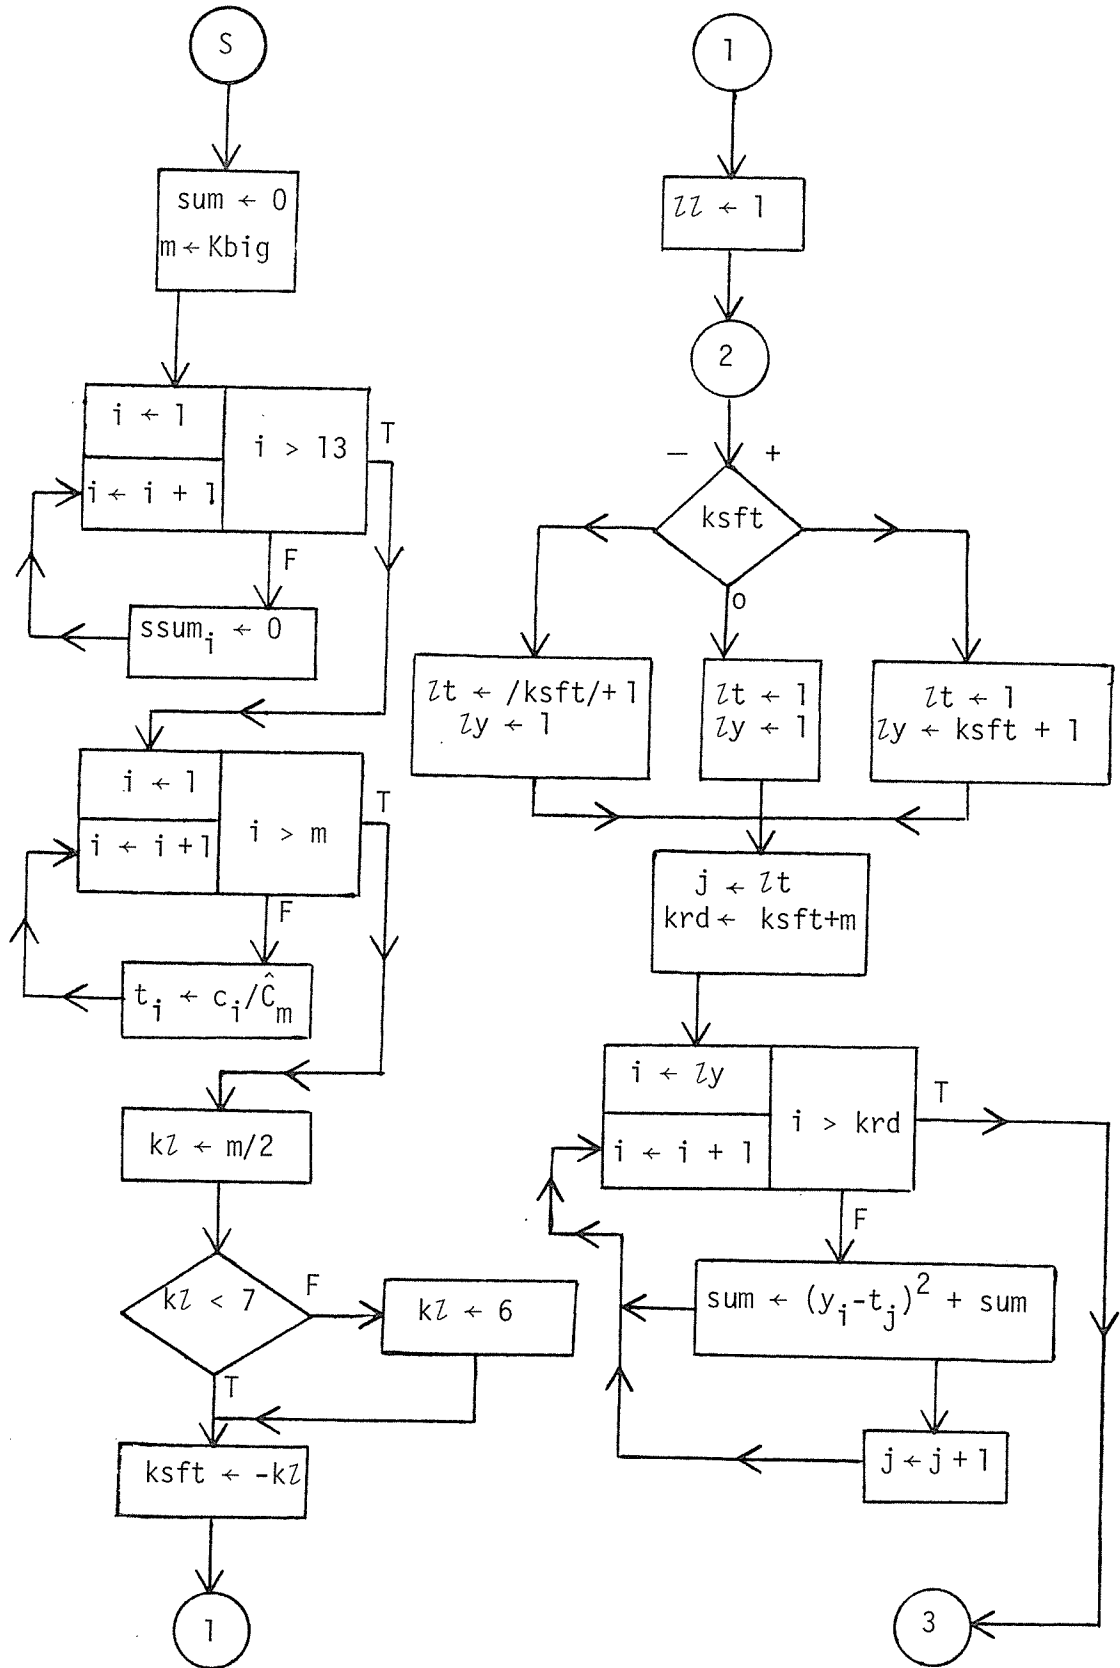 S
sum ← 0
m ← Kbig
i ← 1
i > 13
T
i ← i + 1
F
ssum_i ← 0
i ← 1
i > m
T
i ← i +1
F
t_i ← c_i/Ĉ_m
kl ← m/2
kl < 7
F
kl ← 6
T
ksft ← -kl
1
1
ll ← 1
2
− +
ksft
0
lt ← /ksft/+ 1
ly ← 1
lt ← 1
ly ← 1
lt ← 1
ly ← ksft + 1
j ← lt
krd ← ksft+m
i ← ly
i > krd
T
i ← i + 1
F
sum ← (y_i-t_j)² + sum
j ← j + 1
3